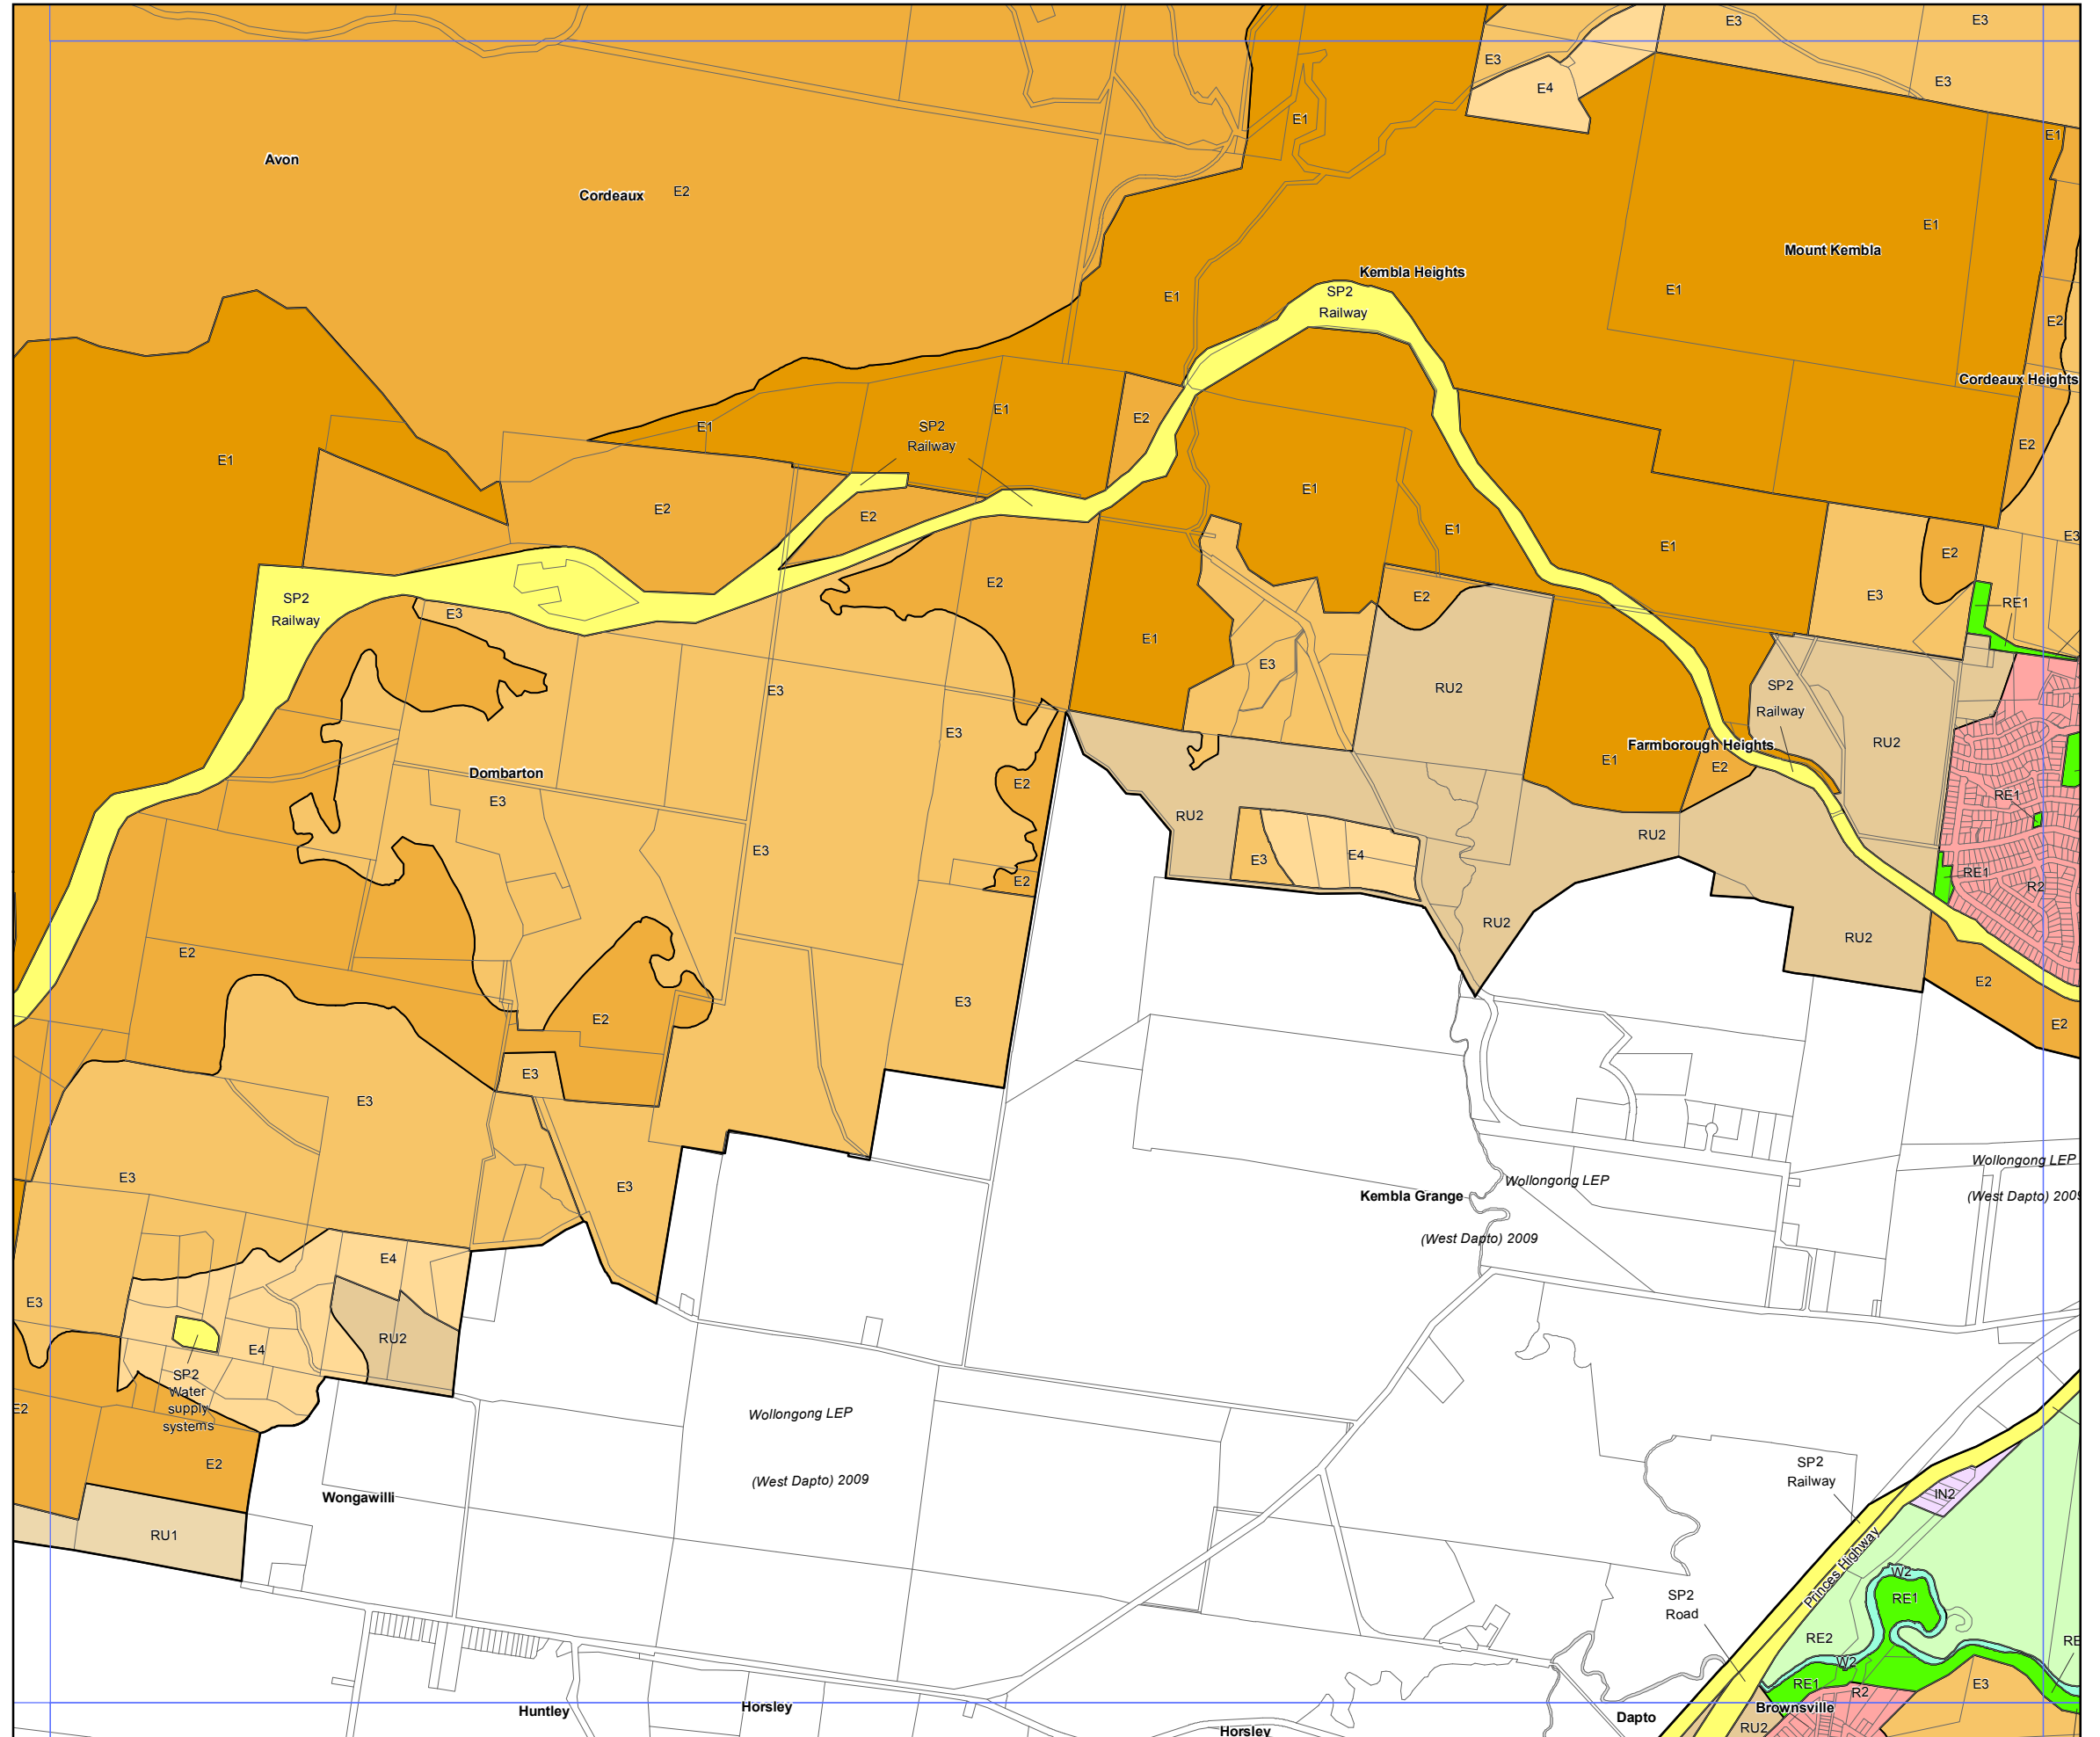 E3
E3
E3
E3
E4
E1
E1
Avon
Cordeaux
E2
E1
Mount Kembla
Kembla Heights
E1
SP2
Railway
E1
E2
Cordeaux Heights
E1
E1
SP2
Railway
E2
E2
E1
E1
E2
E2
E1
E1
E3
E2
E2
E3
E2
SP2
Railway
E3
RE1
E1
E3
E3
RU2
SP2
Railway
E3
RU2
Farmborough Heights
E1
E2
Dombarton
E3
E2
RE1
RU2
RU2
E3
E3
E4
E2
RE1
R2
RU2
RU2
E2
E3
E2
E2
E2
E3
E3
Wollongong LEP
E3
E3
Kembla Grange
Wollongong LEP
(West Dapto) 2009
(West Dapto) 2009
E4
E3
RU2
E4
SP2
Water
supply
systems
E2
Wollongong LEP
E2
SP2
Railway
(West Dapto) 2009
Wongawilli
IN2
RU1
Princes Highway
W2
SP2
Road
RE1
RE2
RE
W2
RE1
R2
E3
Huntley
Horsley
Brownsville
Dapto
RU2
Horsley